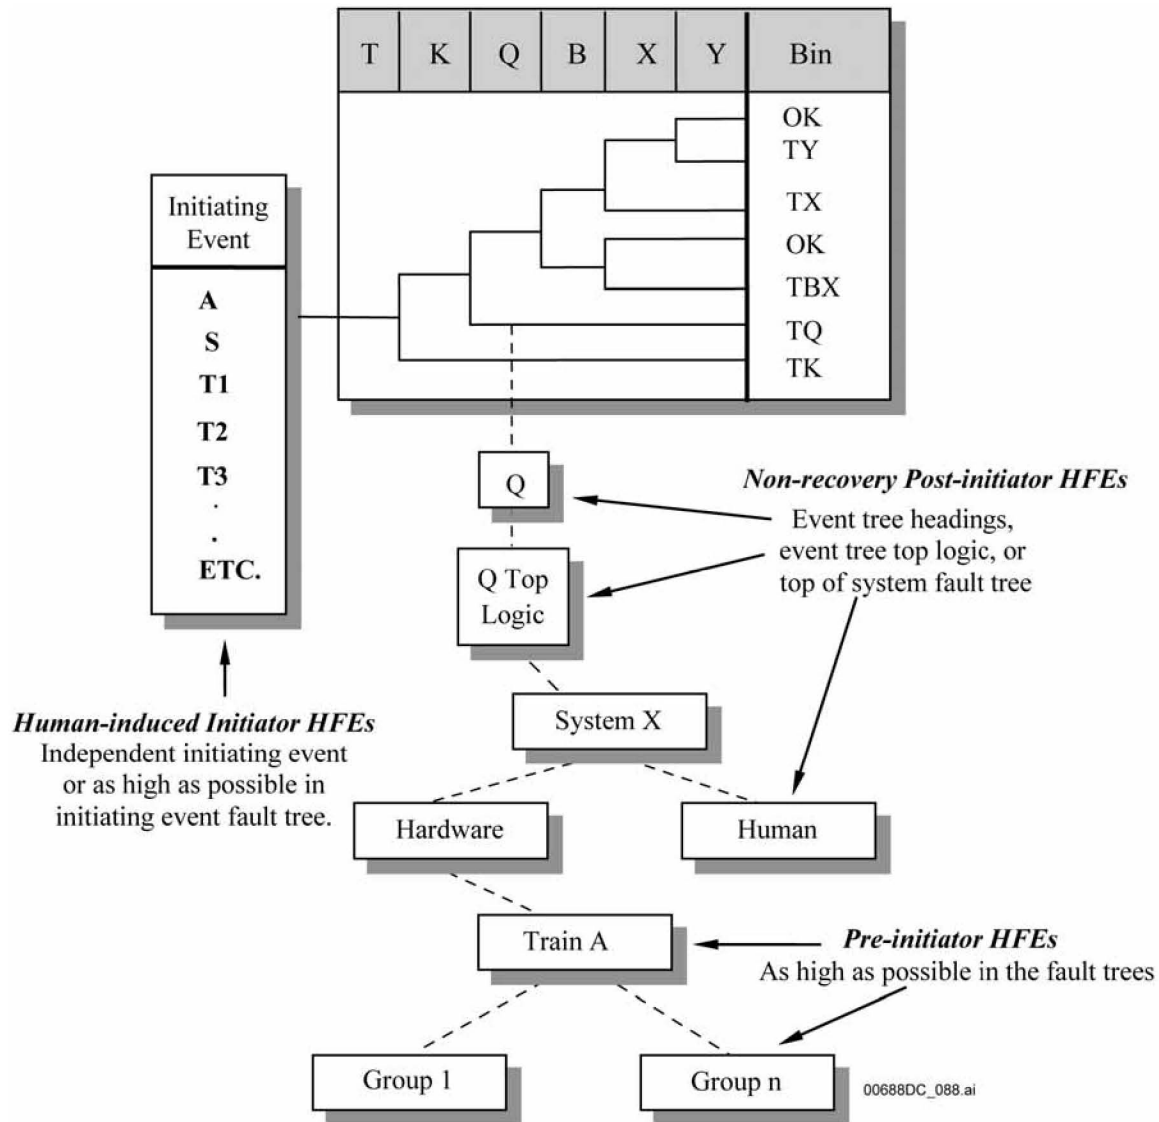 T K Q B X Y Bin
OK
TY
TX
OK
TBX
TQ
TK
Initiating
Event
A
S
T1
T2
T3
.
.
ETC.
Q
Q Top
Logic
Non-recovery Post-initiator HFEs
Event tree headings,
event tree top logic, or
top of system fault tree
Human-induced Initiator HFEs
Independent initiating event
or as high as possible in
initiating event fault tree.
System X
Hardware
Human
Train A
Pre-initiator HFEs
As high as possible in the fault trees
Group 1
Group n
00688DC_088.ai